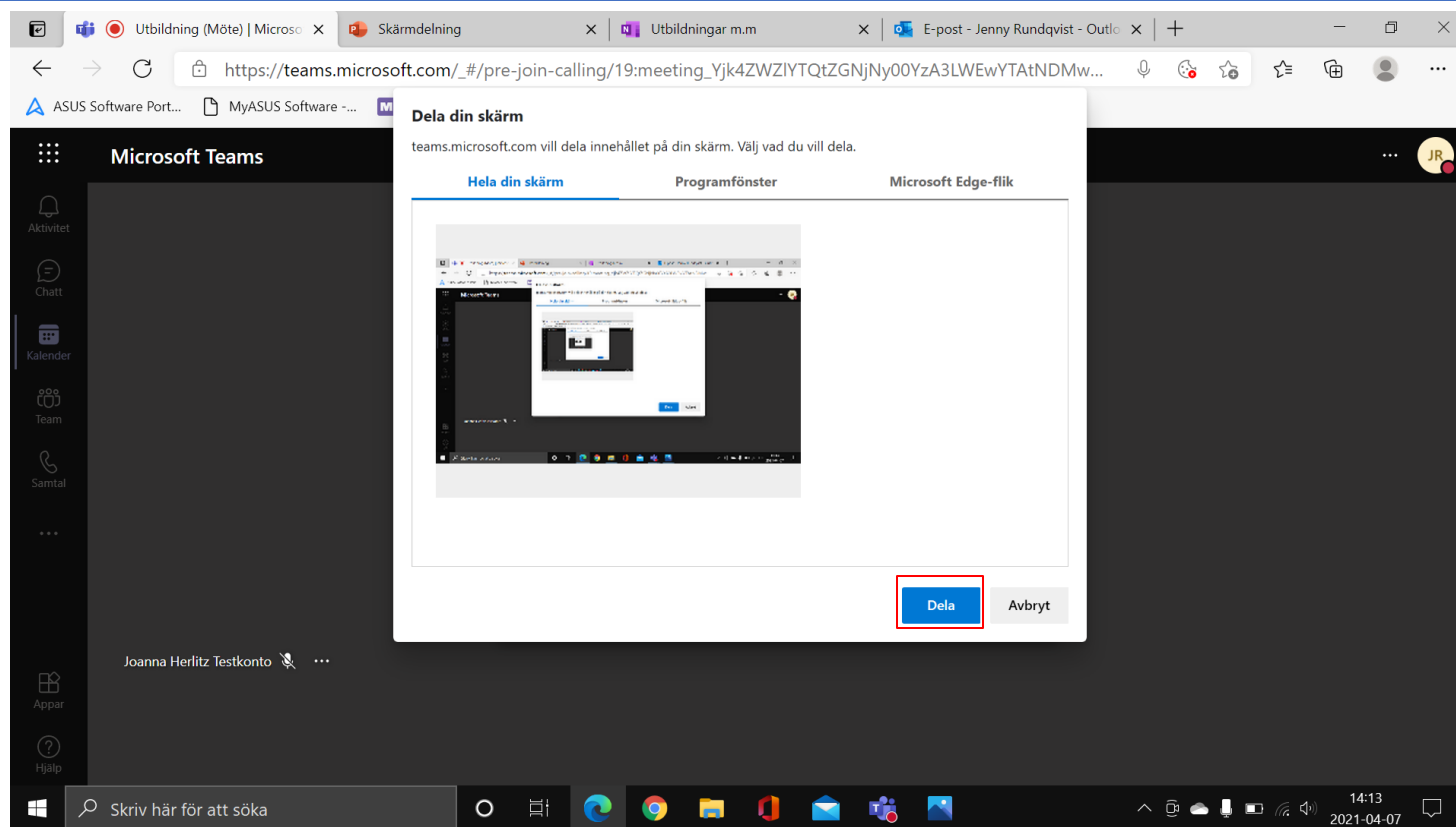 Utbildning (Möte) | Microso
Skärmdelning
Utbildningar m.m
E-post - Jenny Rundqvist - Outlo
https://teams.microsoft.com/_#/pre-join-calling/19:meeting_Yjk4ZWZlYTQtZGNjNy00YzA3LWEwYTAtNDMw...
ASUS Software Port...
MyASUS Software -...
Dela din skärm
teams.microsoft.com vill dela innehållet på din skärm. Välj vad du vill dela.
Hela din skärm
Programfönster
Microsoft Edge-flik
Microsoft Teams
JR
Aktivitet
Chatt
Kalender
Team
Samtal
Microsoft Teams
Dela
Avbryt
Joanna Herlitz Testkonto
Appar
Hjälp
Skriv här för att söka
14:13
2021-04-07